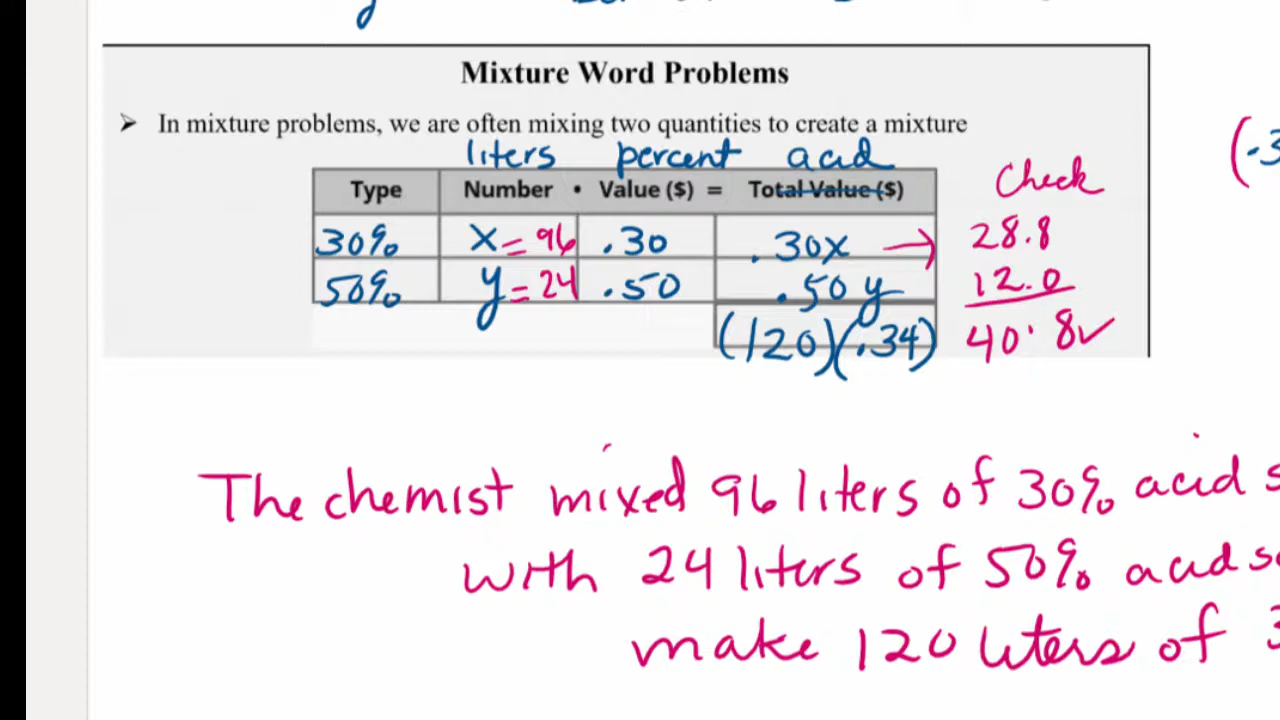 Mixture Word Problems
➤ In mixture problems, we are often mixing two quantities to create a mixture
liters percent acid
Type Number • Value ($) = Total Value ($)
Check
30% x = 96 .30 .30x → 28.8
50% y = 24 .50 .50y 12.0
(120)(.34) 40.8✓
(.3
The chemist mixed 96 liters of 30% acid s
with 24 liters of 50% acid so
make 120 liters of 3